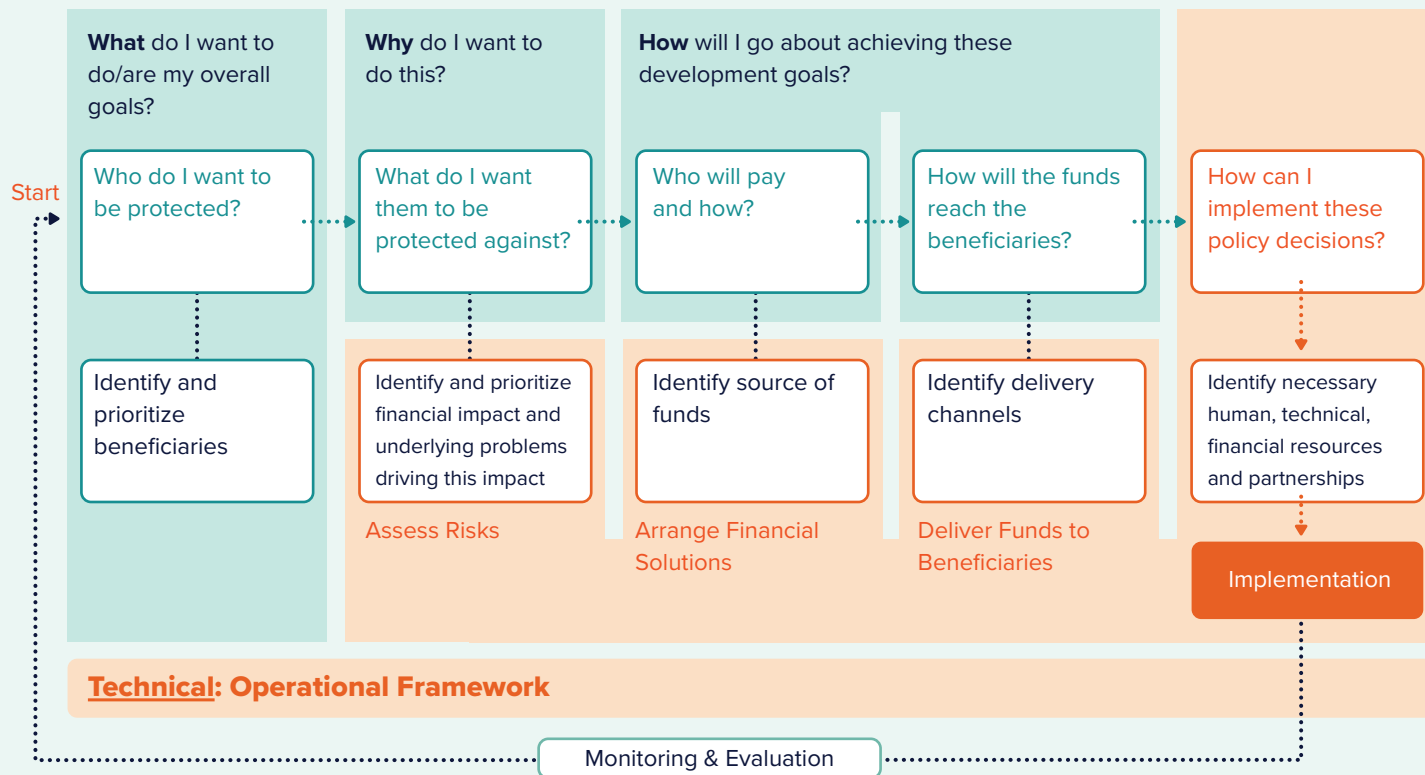 What do I want to
do/are my overall
goals?
Why do I want to
do this?
How will I go about achieving these
development goals?
Start
Who do I want to
be protected?
What do I want
them to be
protected against?
Who will pay
and how?
How will the funds
reach the
beneficiaries?
How can I
implement these
policy decisions?
Identify and
prioritize
beneficiaries
Identify and prioritize
financial impact and
underlying problems
driving this impact
Identify source of
funds
Identify delivery
channels
Identify necessary
human, technical,
financial resources
and partnerships
Assess Risks
Arrange Financial
Solutions
Deliver Funds to
Beneficiaries
Implementation
Technical: Operational Framework
Monitoring & Evaluation